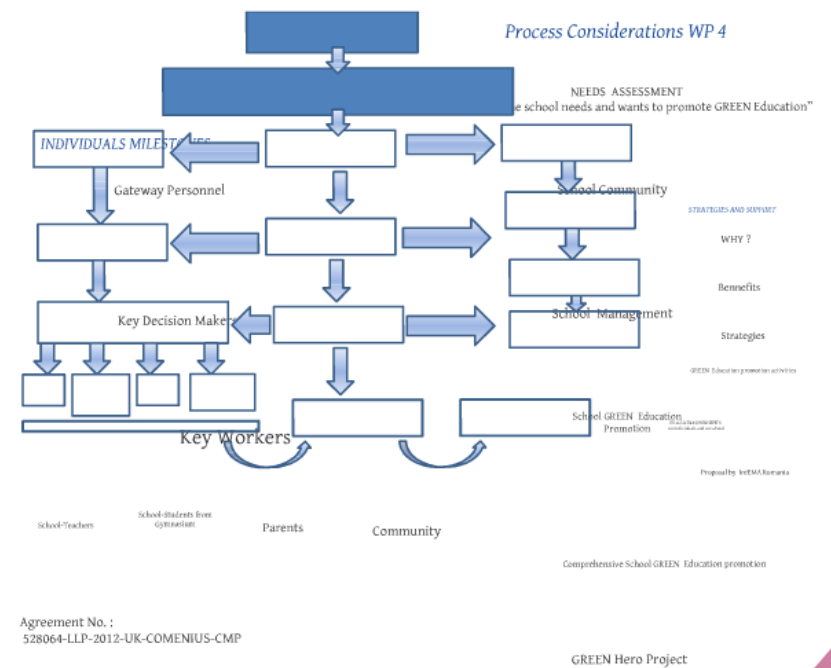 Process Considerations WP 4
NEEDS ASSESSMENT
school needs and wants to promote GREEN Education"
INDIVIDUALS MILESTONES
Gateway Personnel
School Community
STRATEGIES AND SUPPORT
WHY ?
Bennefits
Key Decision Makers
School Management
Strategies
GREEN Education promotion activities
School GREEN Education
Promotion
Key Workers
Proposal by IntEMA Romania
School-Teachers
School-Students from
Gymnasium
Parents
Community
Comprehensive School GREEN Education promotion
Agreement No. :
528064-LLP-2012-UK-COMENIUS-CMP
GREEN Hero Project